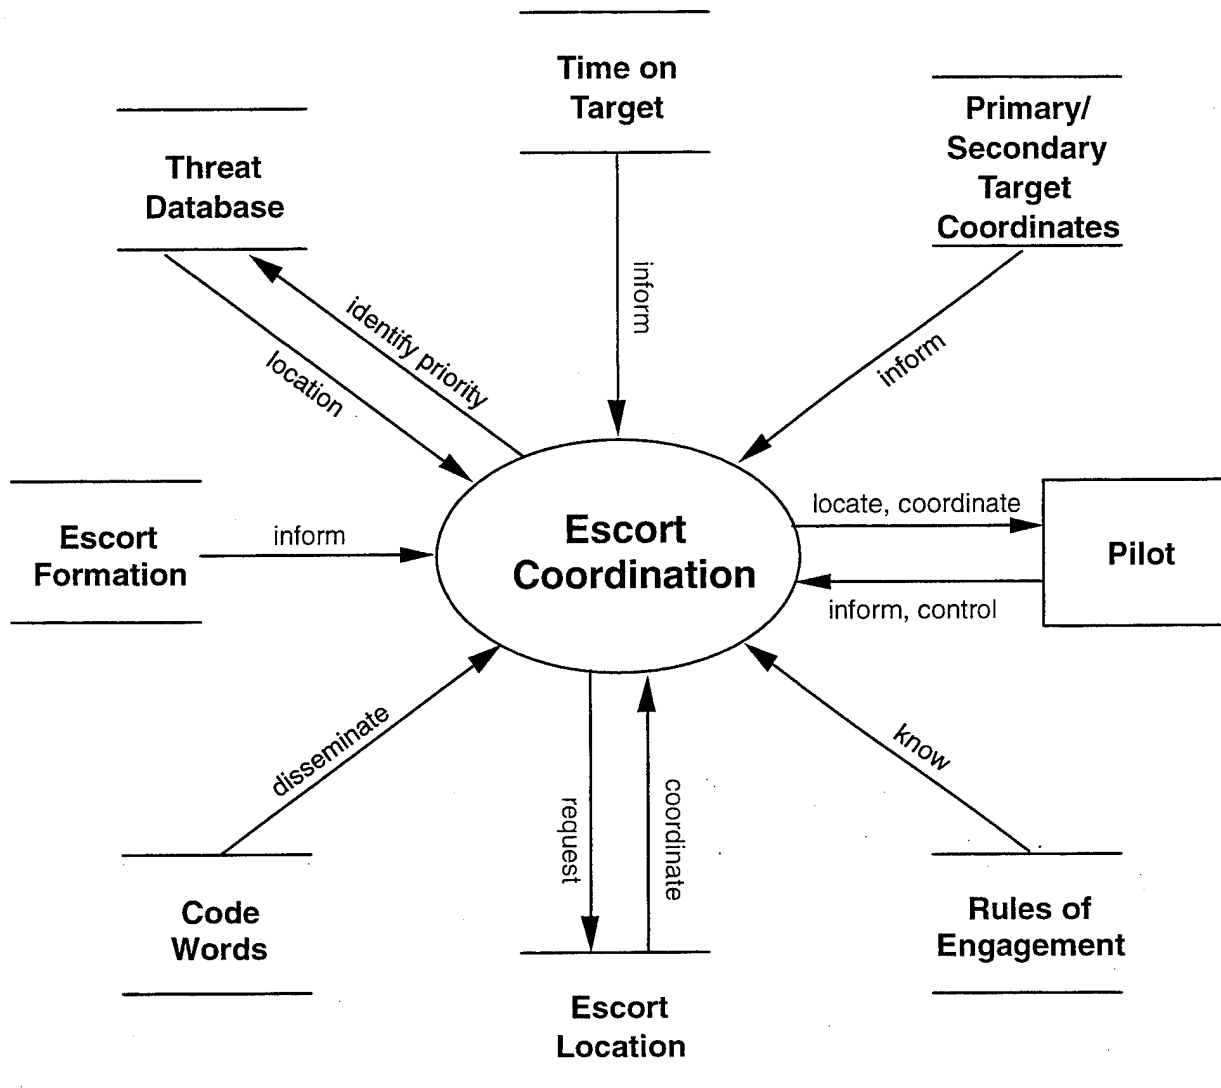 Time on
Target
Primary/
Secondary
Target
Coordinates
Threat
Database
inform
identify priority
location
inform
Escort
Formation
inform
Escort
Coordination
locate, coordinate
Pilot
inform, control
disseminate
know
request
coordinate
Code
Words
Rules of
Engagement
Escort
Location